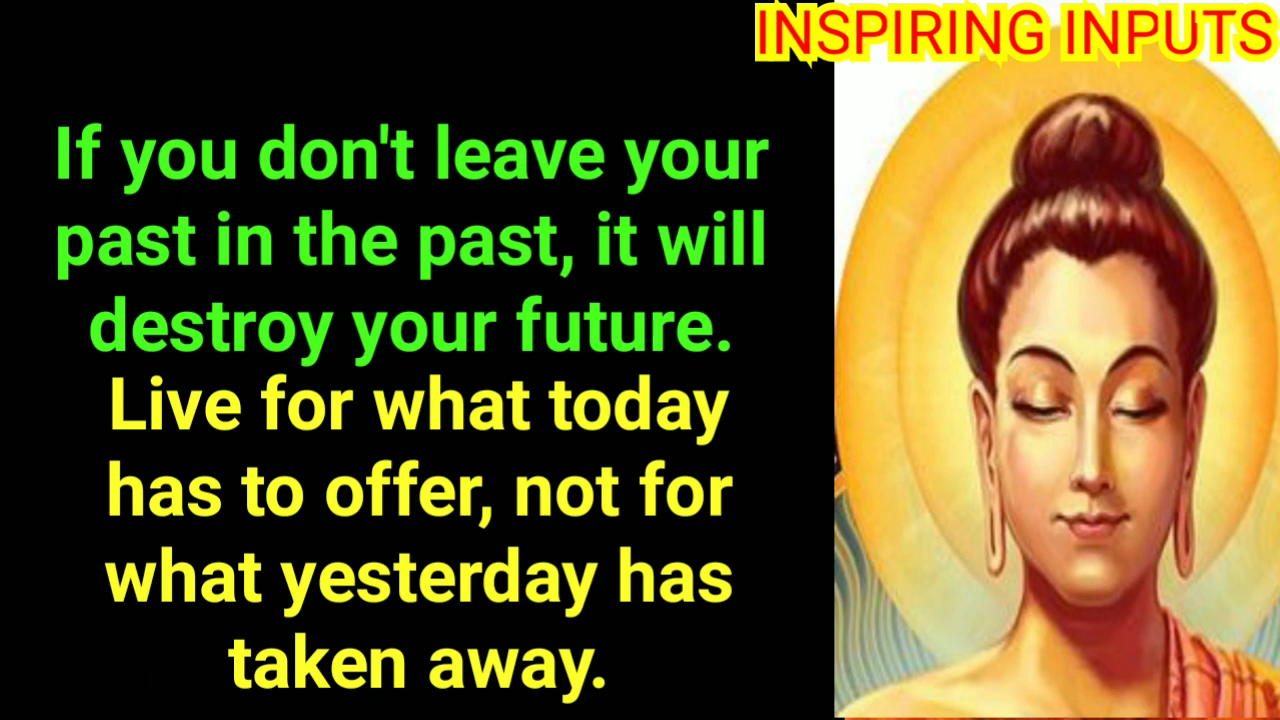 INSPIRING INPUTS
If you don't leave your
past in the past, it will
destroy your future.
Live for what today
has to offer, not for
what yesterday has
taken away.